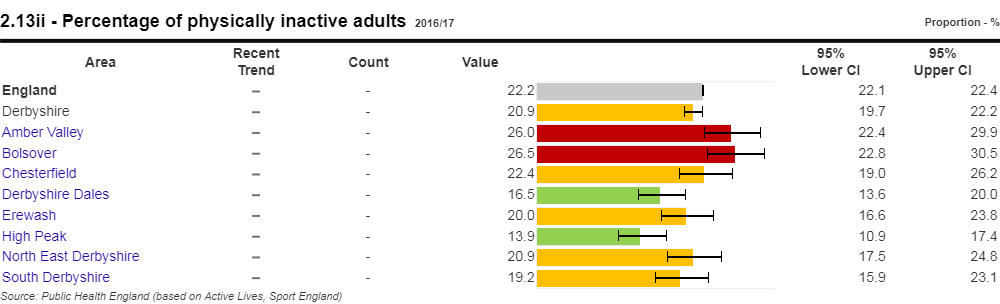 2.13ii - Percentage of physically inactive adults 2016/17 Proportion - %
Area Recent Trend Count Value 95% Lower CI 95% Upper CI
England – - 22.2 22.1 22.4
Derbyshire – - 20.9 19.7 22.2
Amber Valley – - 26.0 22.4 29.9
Bolsover – - 26.5 22.8 30.5
Chesterfield – - 22.4 19.0 26.2
Derbyshire Dales – - 16.5 13.6 20.0
Erewash – - 20.0 16.6 23.8
High Peak – - 13.9 10.9 17.4
North East Derbyshire – - 20.9 17.5 24.8
South Derbyshire – - 19.2 15.9 23.1
Source: Public Health England (based on Active Lives, Sport England)